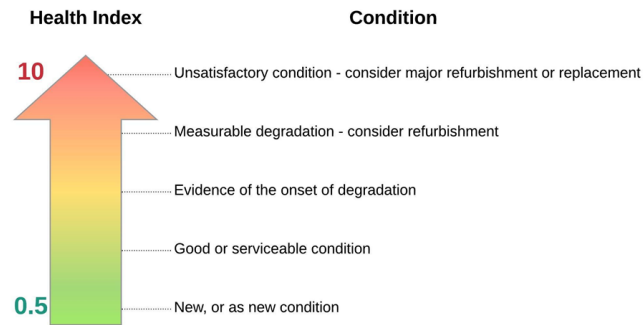 Health Index Condition
10 Unsatisfactory condition - consider major refurbishment or replacement
Measurable degradation - consider refurbishment
Evidence of the onset of degradation
Good or serviceable condition
0.5 New, or as new condition